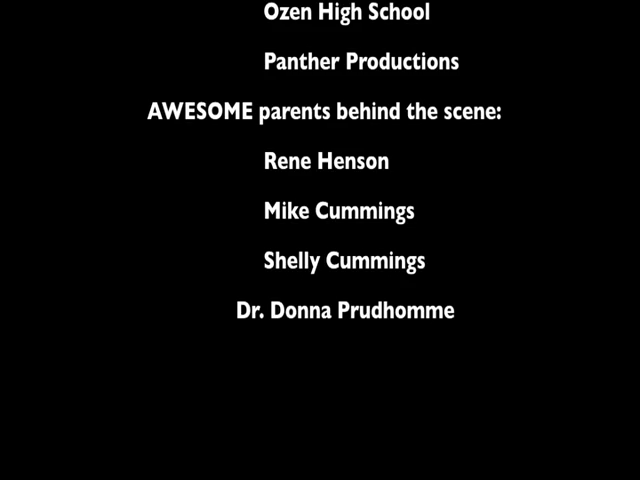 Ozen High School
Panther Productions
AWESOME parents behind the scene:
Rene Henson
Mike Cummings
Shelly Cummings
Dr. Donna Prudhomme